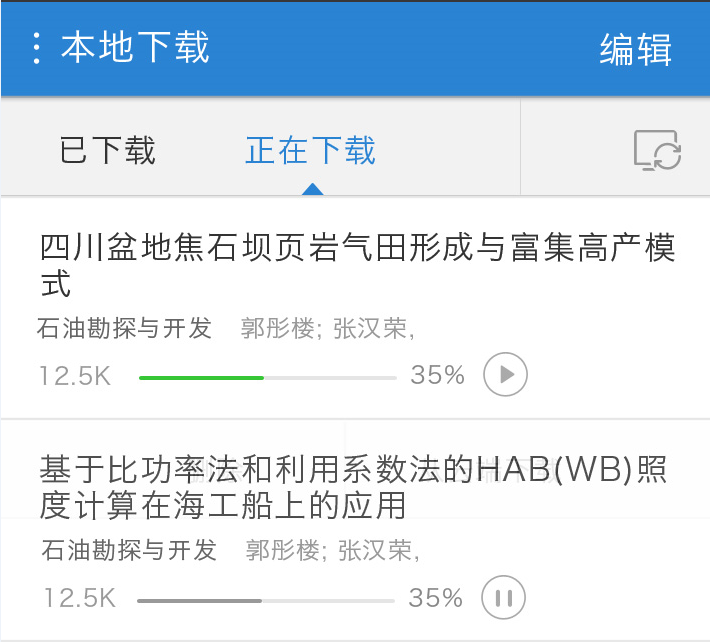 本地下载 编辑
已下载 正在下载
四川盆地焦石坝页岩气田形成与富集高产模
式
石油勘探与开发 郭彤楼; 张汉荣,
12.5K 35%
基于比功率法和利用系数法的HAB(WB)照
度计算在海工船上的应用
石油勘探与开发 郭彤楼; 张汉荣,
12.5K 35%